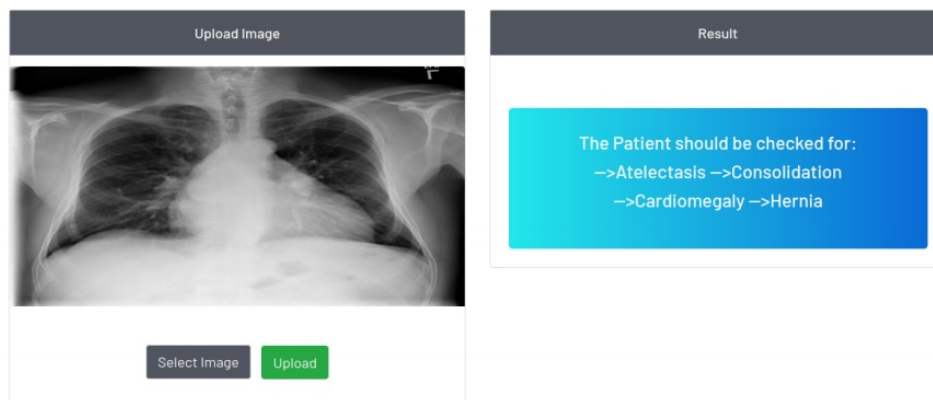 Upload Image
Result
L
The Patient should be checked for:
—>Atelectasis —>Consolidation
—>Cardiomegaly —>Hernia
Select Image
Upload